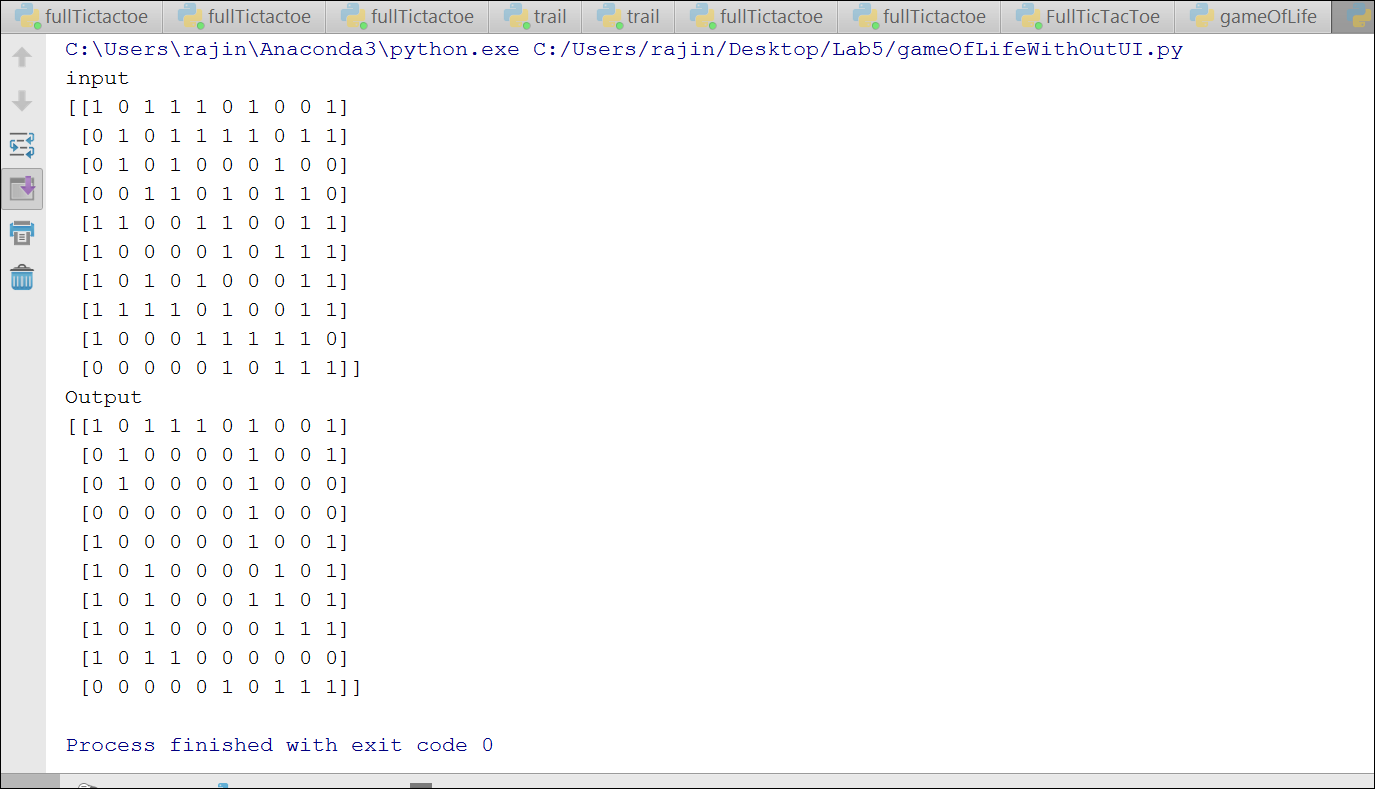 fullTictactoe fullTictactoe fullTictactoe trail trail fullTictactoe fullTictactoe FullTicTacToe gameOfLife
C:\Users\rajin\Anaconda3\python.exe C:/Users/rajin/Desktop/Lab5/gameOfLifeWithOutUI.py
input
[[1 0 1 1 1 0 1 0 0 1]
[0 1 0 1 1 1 1 0 1 1]
[0 1 0 1 0 0 0 1 0 0]
[0 0 1 1 0 1 0 1 1 0]
[1 1 0 0 1 1 0 0 1 1]
[1 0 0 0 0 1 0 1 1 1]
[1 0 1 0 1 0 0 0 1 1]
[1 1 1 1 0 1 0 0 1 1]
[1 0 0 0 1 1 1 1 1 0]
[0 0 0 0 0 1 0 1 1 1]]
Output
[[1 0 1 1 1 0 1 0 0 1]
[0 1 0 0 0 0 1 0 0 1]
[0 1 0 0 0 0 1 0 0 0]
[0 0 0 0 0 0 1 0 0 0]
[1 0 0 0 0 0 1 0 0 1]
[1 0 1 0 0 0 0 1 0 1]
[1 0 1 0 0 0 1 1 0 1]
[1 0 1 0 0 0 0 1 1 1]
[1 0 1 1 0 0 0 0 0 0]
[0 0 0 0 0 1 0 1 1 1]]
Process finished with exit code 0